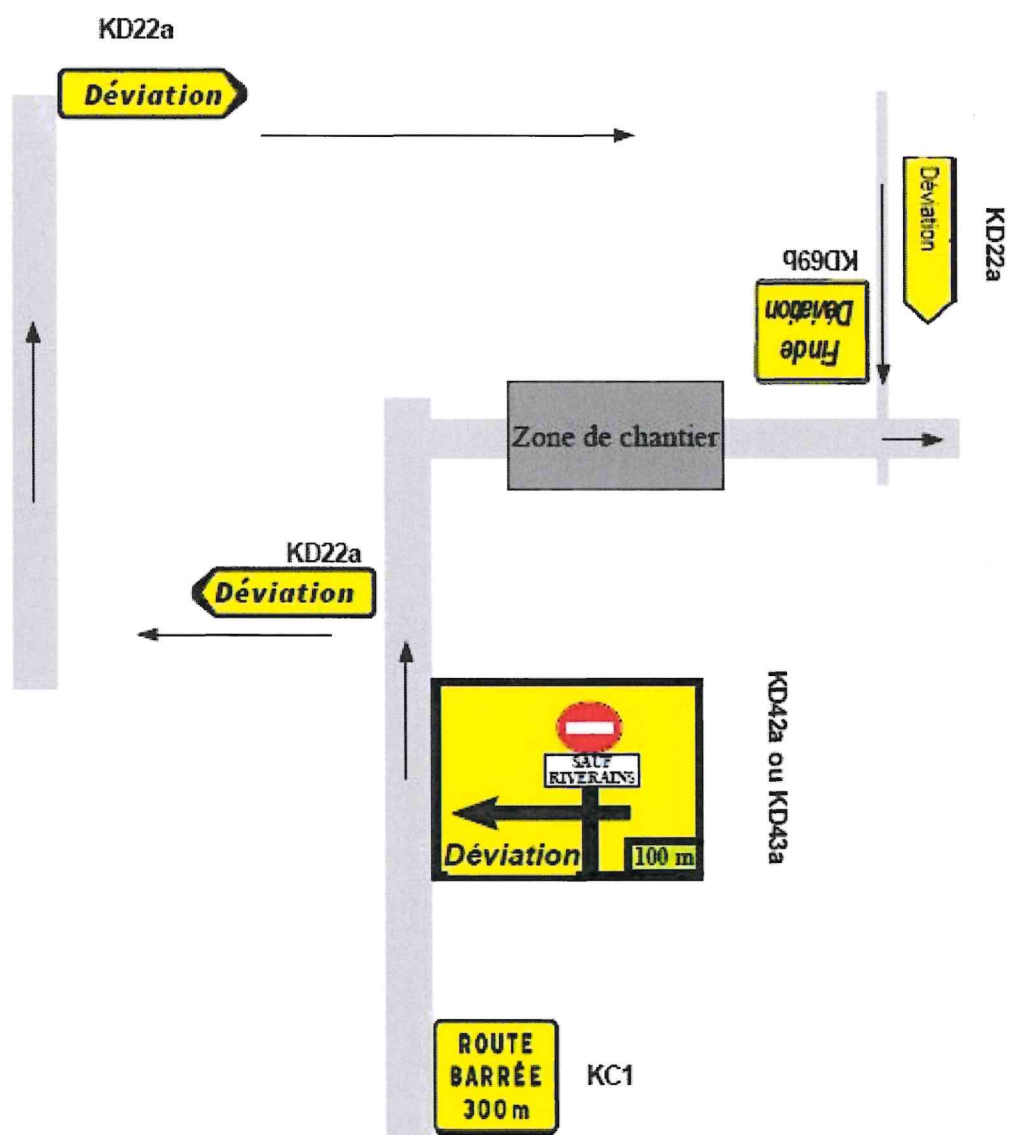 KD22a
Déviation
Déviation
KD22a
KD69b
Fin de
Déviation
Zone de chantier
KD22a
Déviation
KD42a ou KD43a
SAUF
RIVERAINS
Déviation
100 m
ROUTE
BARRÉE
300 m
KC1